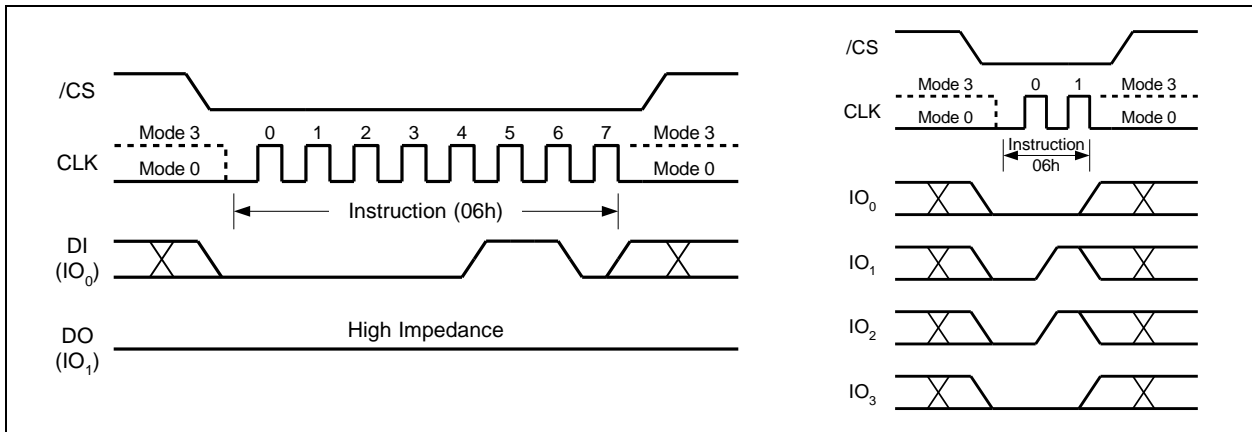 /CS
Mode 3 0 1 2 3 4 5 6 7 Mode 3
CLK Mode 0 Mode 0
Instruction (06h)
DI
(IO0)
High Impedance
DO
(IO1)
/CS
Mode 3 0 1 Mode 3
CLK Mode 0 Mode 0
Instruction
06h
IO0
IO1
IO2
IO3